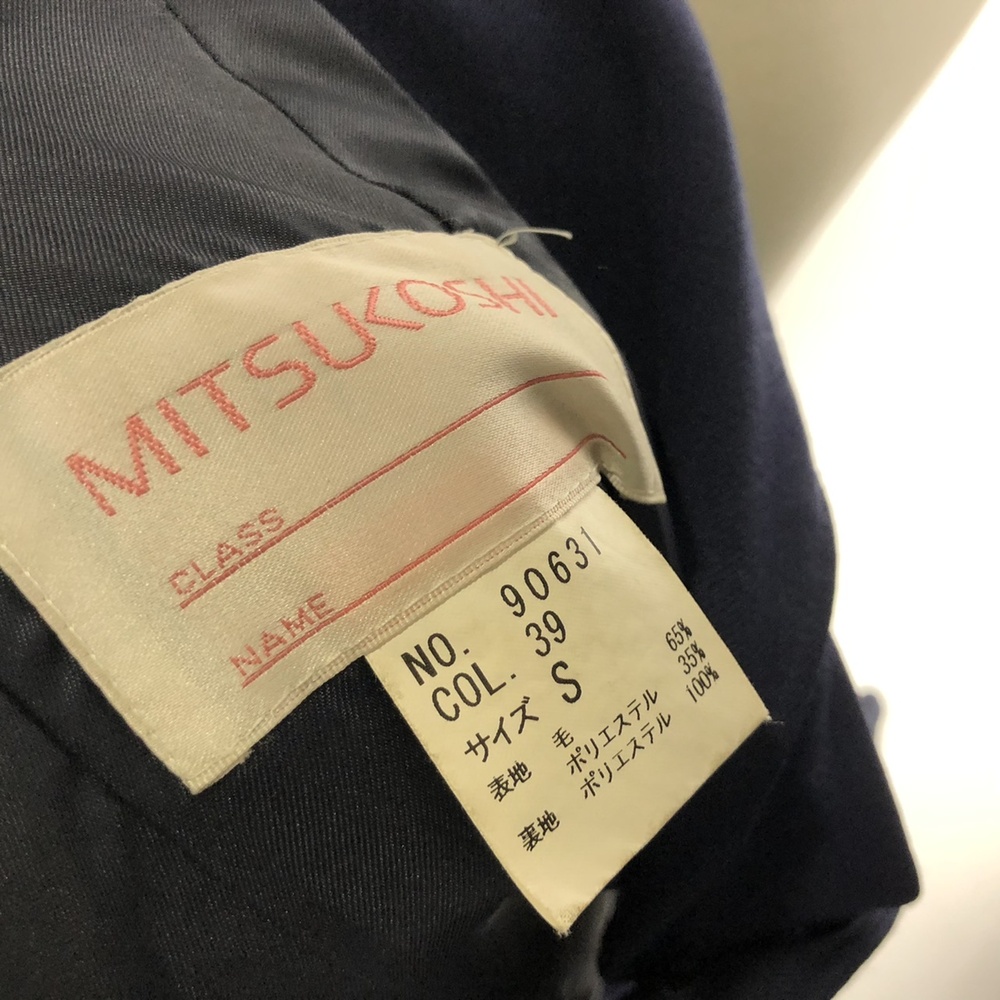 MITSUKOSHI
CLASS
NAME
NO. 90631
COL. 39
サイズ S
表地 毛 65%
ポリエステル 35%
裏地 ポリエステル 100%